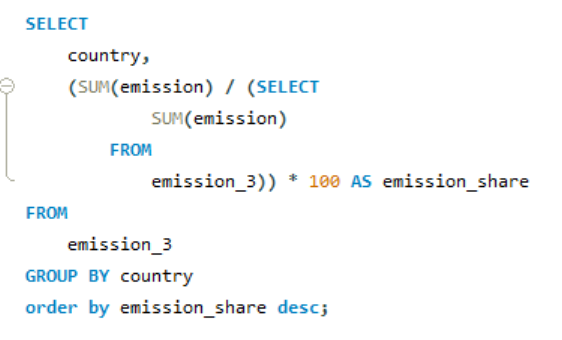 SELECT
    country,
    (SUM(emission) / (SELECT
            SUM(emission)
        FROM
            emission_3)) * 100 AS emission_share
FROM
    emission_3
GROUP BY country
order by emission_share desc;